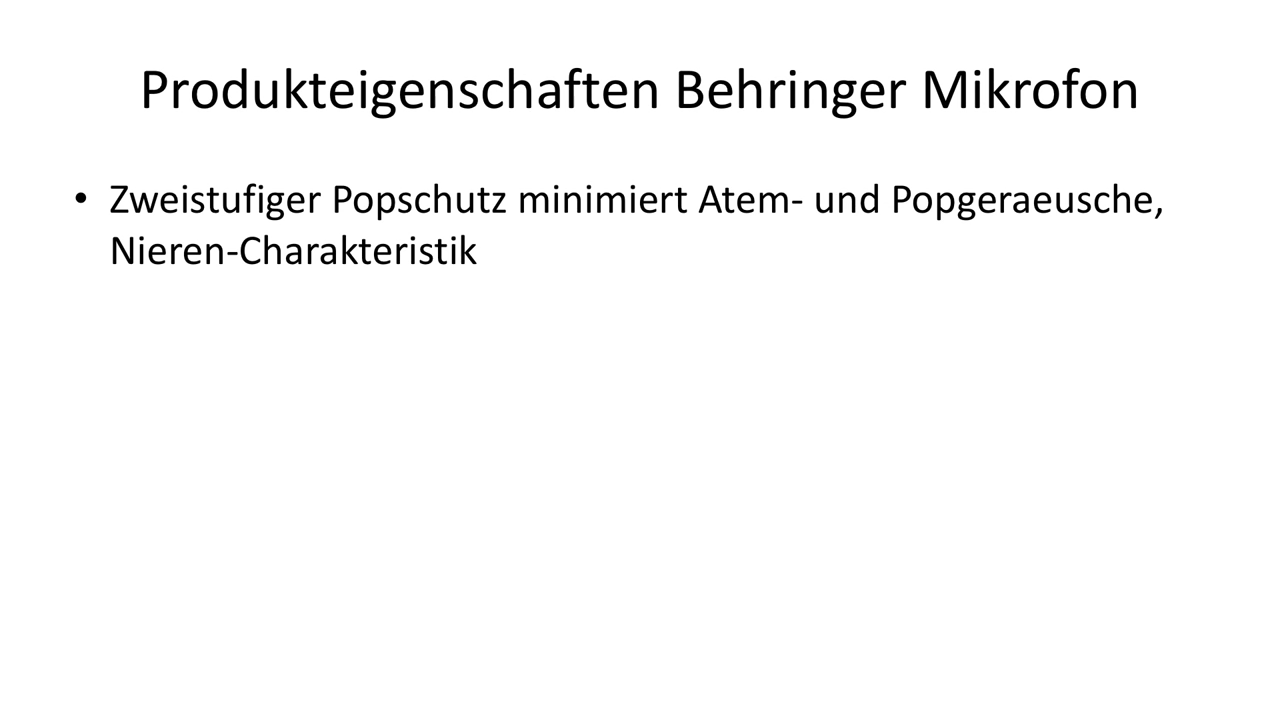 Produkteigenschaften Behringer Mikrofon
• Zweistufiger Popschutz minimiert Atem- und Popgeraeusche,
Nieren-Charakteristik